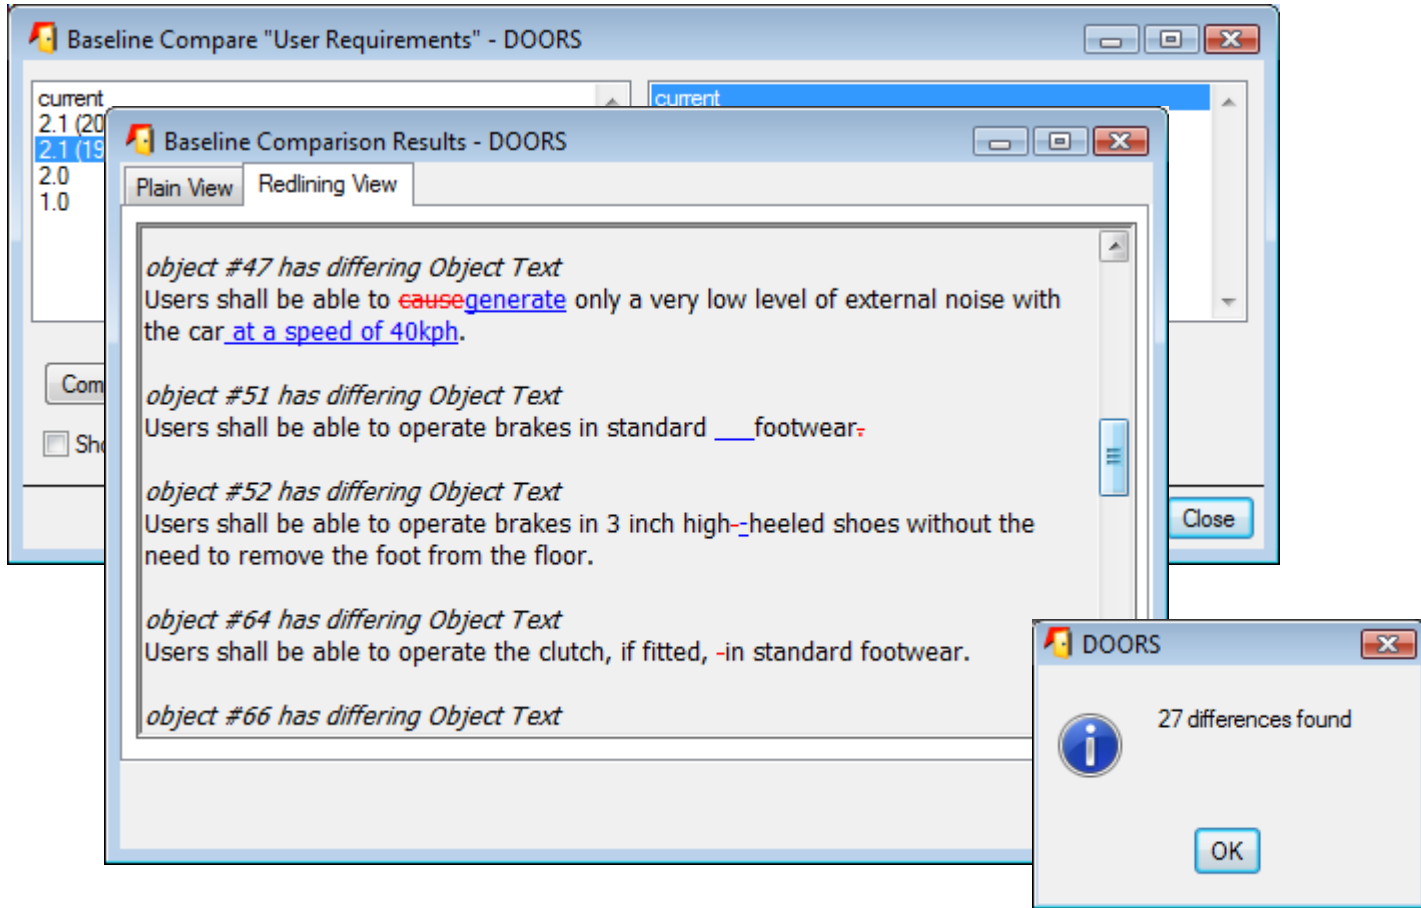 Baseline Compare "User Requirements" - DOORS
current
2.1 (20
2.1 (19
2.0
1.0
current
Com
Sho
Close
Baseline Comparison Results - DOORS
Plain View
Redlining View
object #47 has differing Object Text
Users shall be able to causegenerate only a very low level of external noise with
the car at a speed of 40kph.
object #51 has differing Object Text
Users shall be able to operate brakes in standard ___footwear.
object #52 has differing Object Text
Users shall be able to operate brakes in 3 inch high--heeled shoes without the
need to remove the foot from the floor.
object #64 has differing Object Text
Users shall be able to operate the clutch, if fitted, -in standard footwear.
object #66 has differing Object Text
DOORS
27 differences found
OK